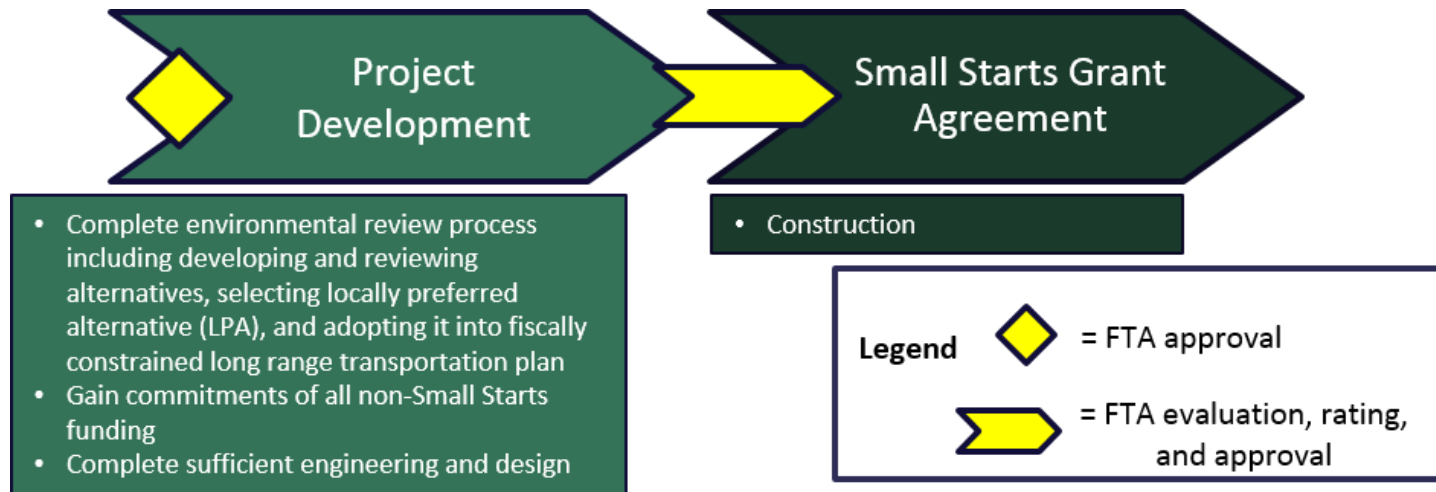 Project
Development
Small Starts Grant
Agreement
• Complete environmental review process
including developing and reviewing
alternatives, selecting locally preferred
alternative (LPA), and adopting it into fiscally
constrained long range transportation plan
• Gain commitments of all non-Small Starts
funding
• Complete sufficient engineering and design
• Construction
Legend
= FTA approval
= FTA evaluation, rating,
and approval